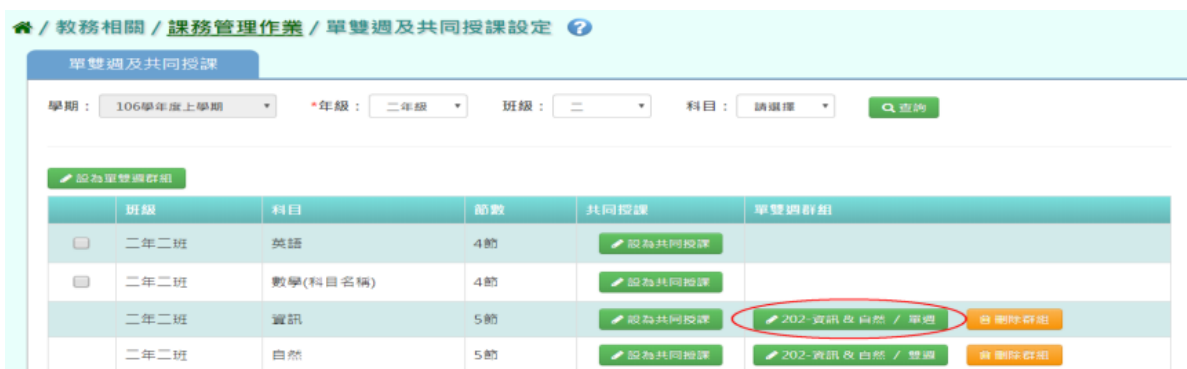 / 教務相關 / 課務管理作業 / 單雙週及共同授課設定 ?
單雙週及共同授課
學期： 106學年度上學期 *年級： 二年級 班級： 二 科目： 請選擇 查詢
設為單雙週群組
班級 科目 節數 共同授課 單雙週群組
二年二班 英語 4節 設為共同授課
二年二班 數學(科目名稱) 4節 設為共同授課
二年二班 資訊 5節 設為共同授課 202-資訊 & 自然 / 單週 刪除群組
二年二班 自然 5節 設為共同授課 202-資訊 & 自然 / 雙週 刪除群組